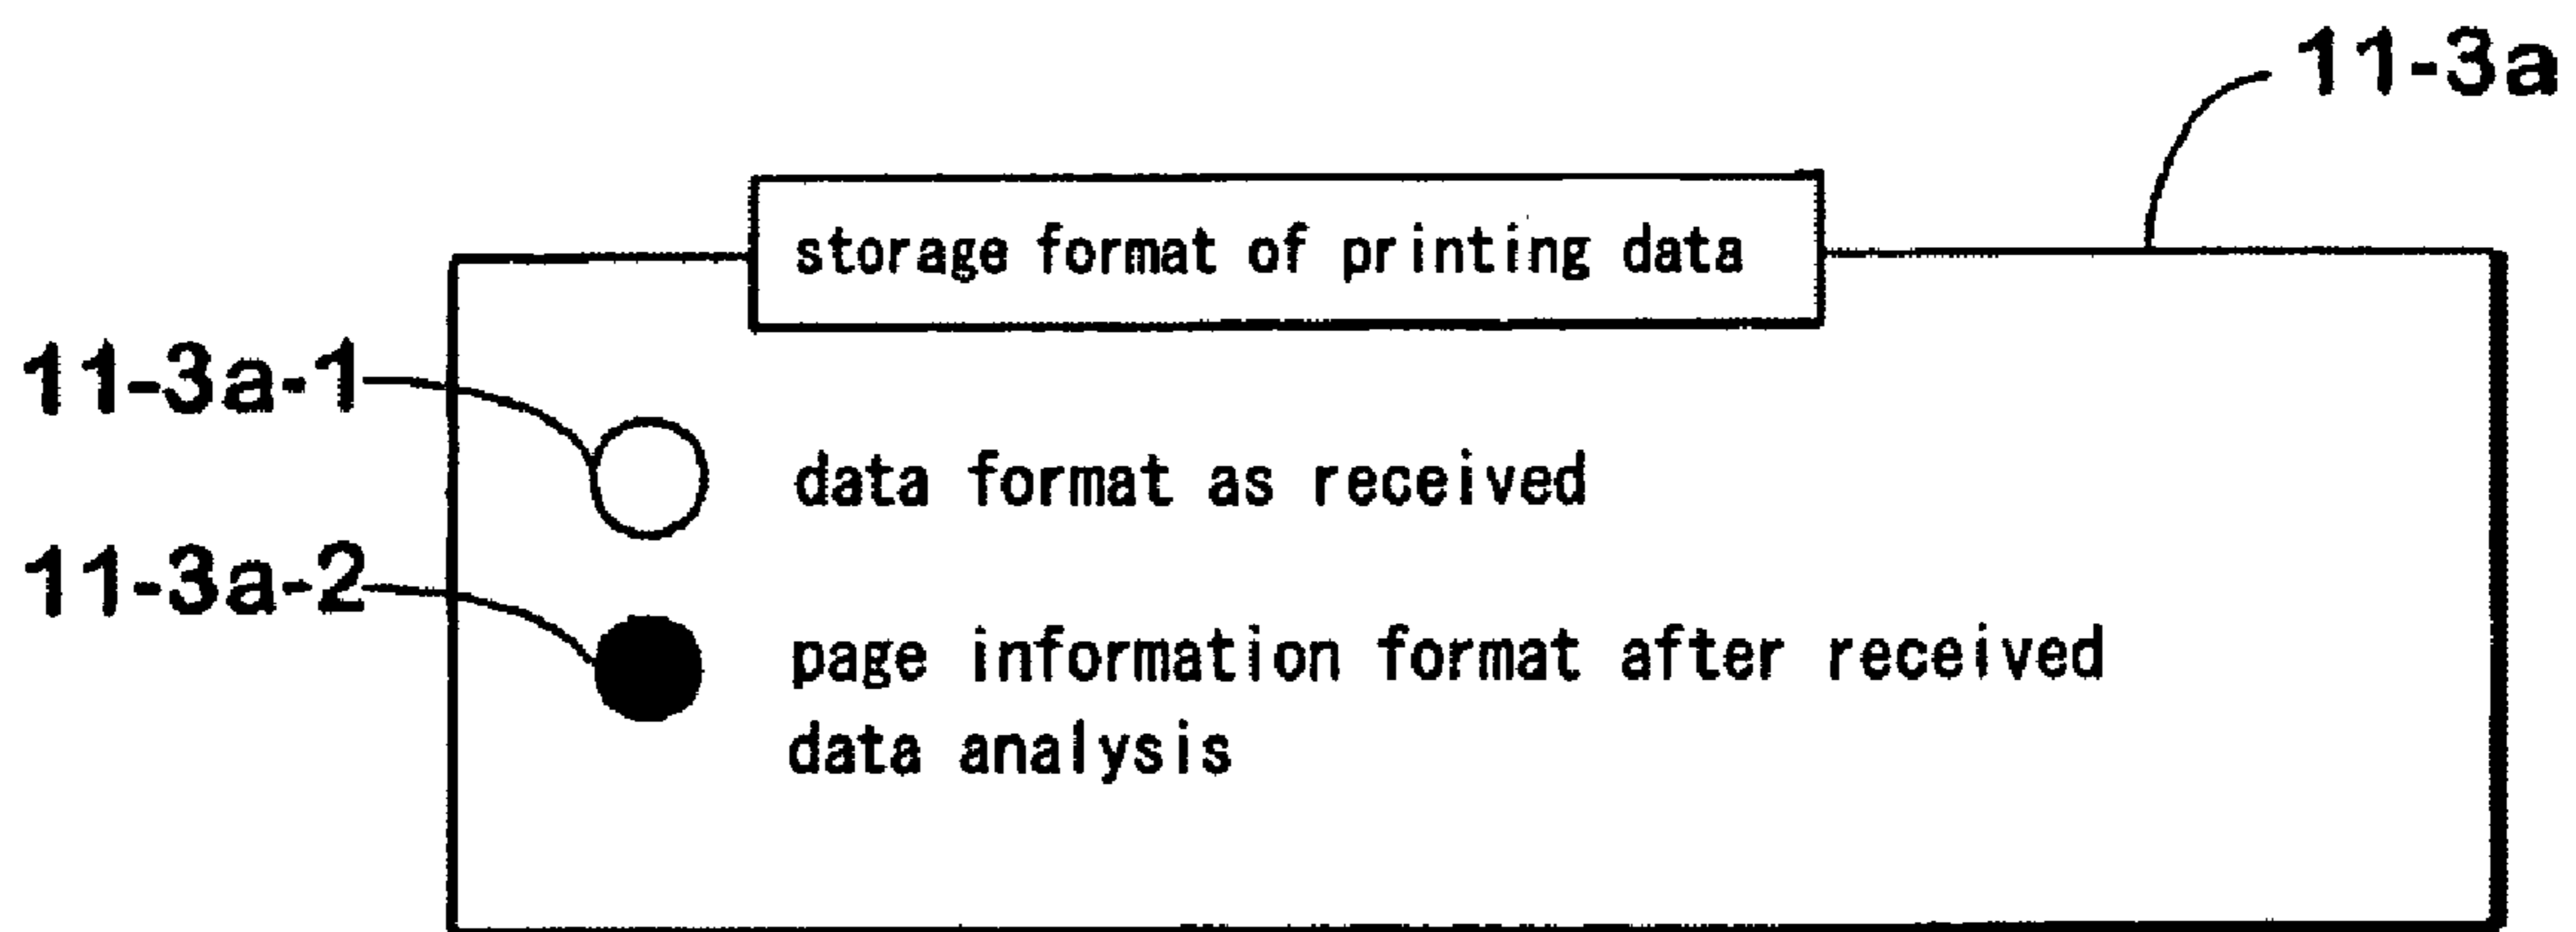 11-3a
storage format of printing data
11-3a-1
data format as received
11-3a-2
page information format after received
data analysis